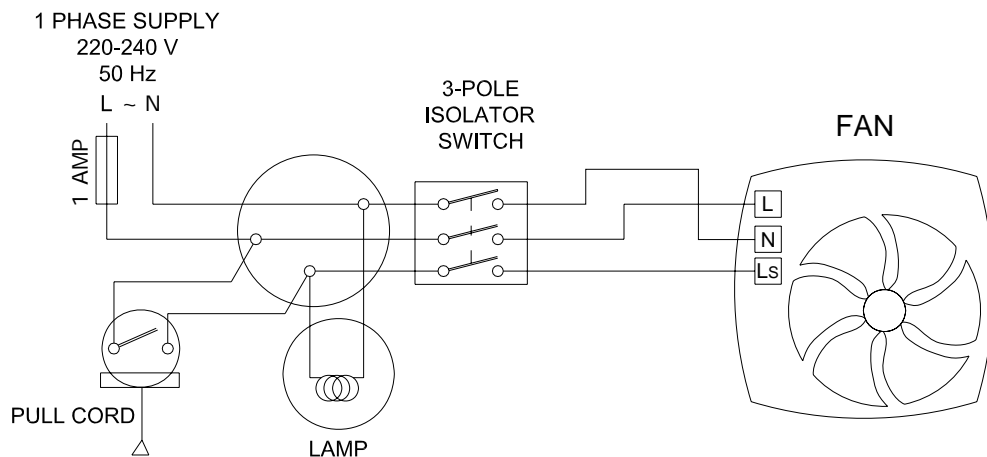 1 PHASE SUPPLY
220-240 V
50 Hz
L ~ N
1 AMP
3-POLE
ISOLATOR
SWITCH
FAN
L
N
Ls
PULL CORD
LAMP